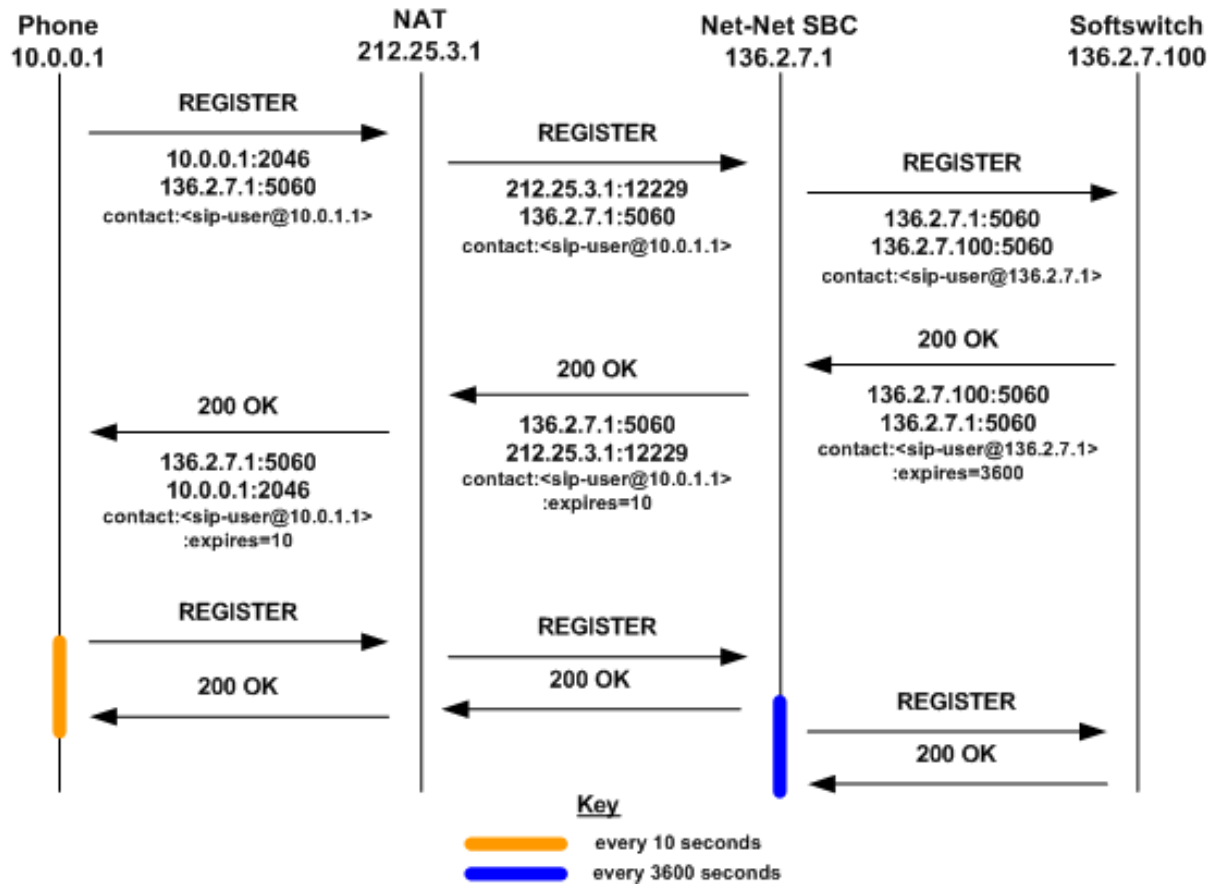 Phone
10.0.0.1
NAT
212.25.3.1
Net-Net SBC
136.2.7.1
Softswitch
136.2.7.100
REGISTER
10.0.0.1:2046
136.2.7.1:5060
contact:<sip-user@10.0.1.1>
REGISTER
212.25.3.1:12229
136.2.7.1:5060
contact:<sip-user@10.0.1.1>
REGISTER
136.2.7.1:5060
136.2.7.100:5060
contact:<sip-user@136.2.7.1>
200 OK
136.2.7.100:5060
136.2.7.1:5060
contact:<sip-user@136.2.7.1>
:expires=3600
200 OK
136.2.7.1:5060
212.25.3.1:12229
contact:<sip-user@10.0.1.1>
:expires=10
200 OK
136.2.7.1:5060
10.0.0.1:2046
contact:<sip-user@10.0.1.1>
:expires=10
REGISTER
REGISTER
200 OK
200 OK
REGISTER
200 OK
Key
every 10 seconds
every 3600 seconds